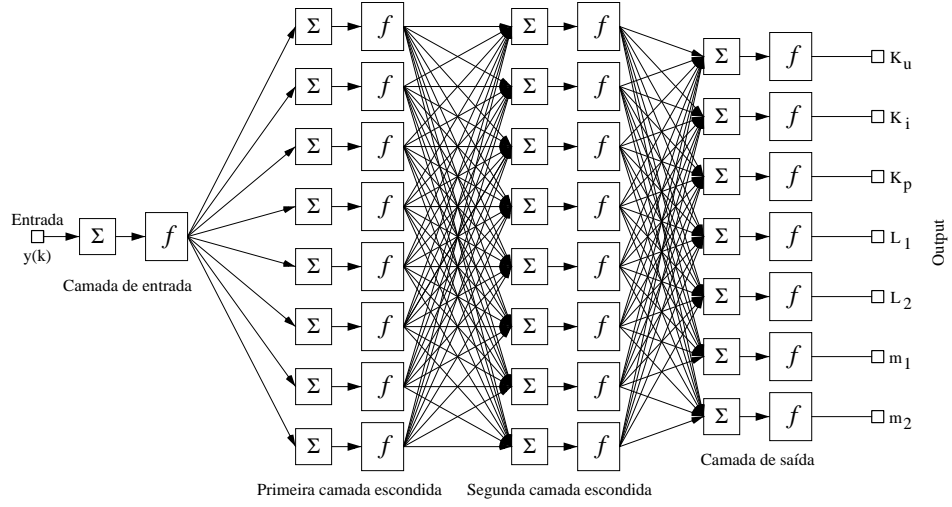 Σ f Σ f
Σ f K_u
Σ f Σ f
Σ f K_i
Σ f Σ f
Σ f K_p
Σ f Σ f
Entrada
y(k)
Σ f
Camada de entrada
Σ f L_1
Output
Σ f Σ f
Σ f L_2
Σ f Σ f
Σ f m_1
Σ f Σ f
Σ f m_2
Σ f Σ f
Camada de saída
Primeira camada escondida
Segunda camada escondida